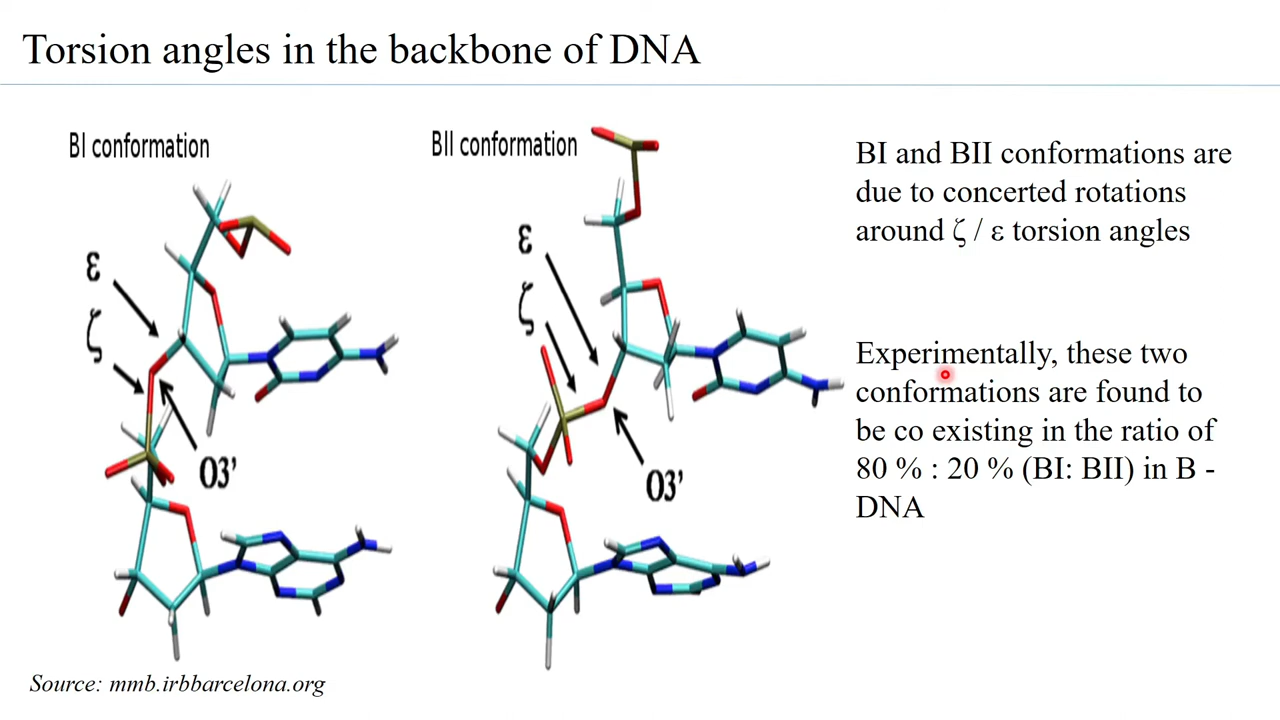 Torsion angles in the backbone of DNA
BI conformation
ε
ζ
O3'
BII conformation
ε
ζ
O3'
BI and BII conformations are
due to concerted rotations
around ζ / ε torsion angles
Experimentally, these two
conformations are found to
be co existing in the ratio of
80 % : 20 % (BI: BII) in B -
DNA
Source: mmb.irbbarcelona.org